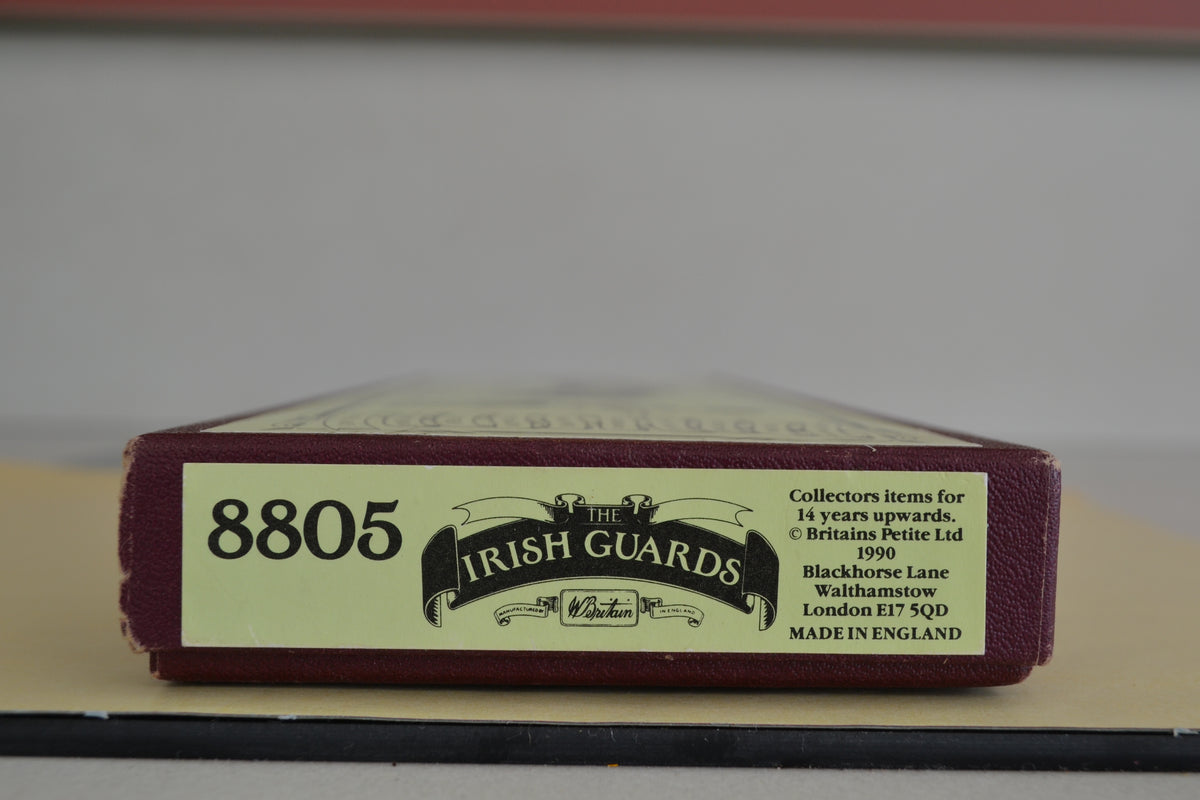 8805
THE
IRISH GUARDS
MANUFACTURED BY
W. Britain
IN ENGLAND
Collectors items for
14 years upwards.
© Britains Petite Ltd
1990
Blackhorse Lane
Walthamstow
London E17 5QD
MADE IN ENGLAND